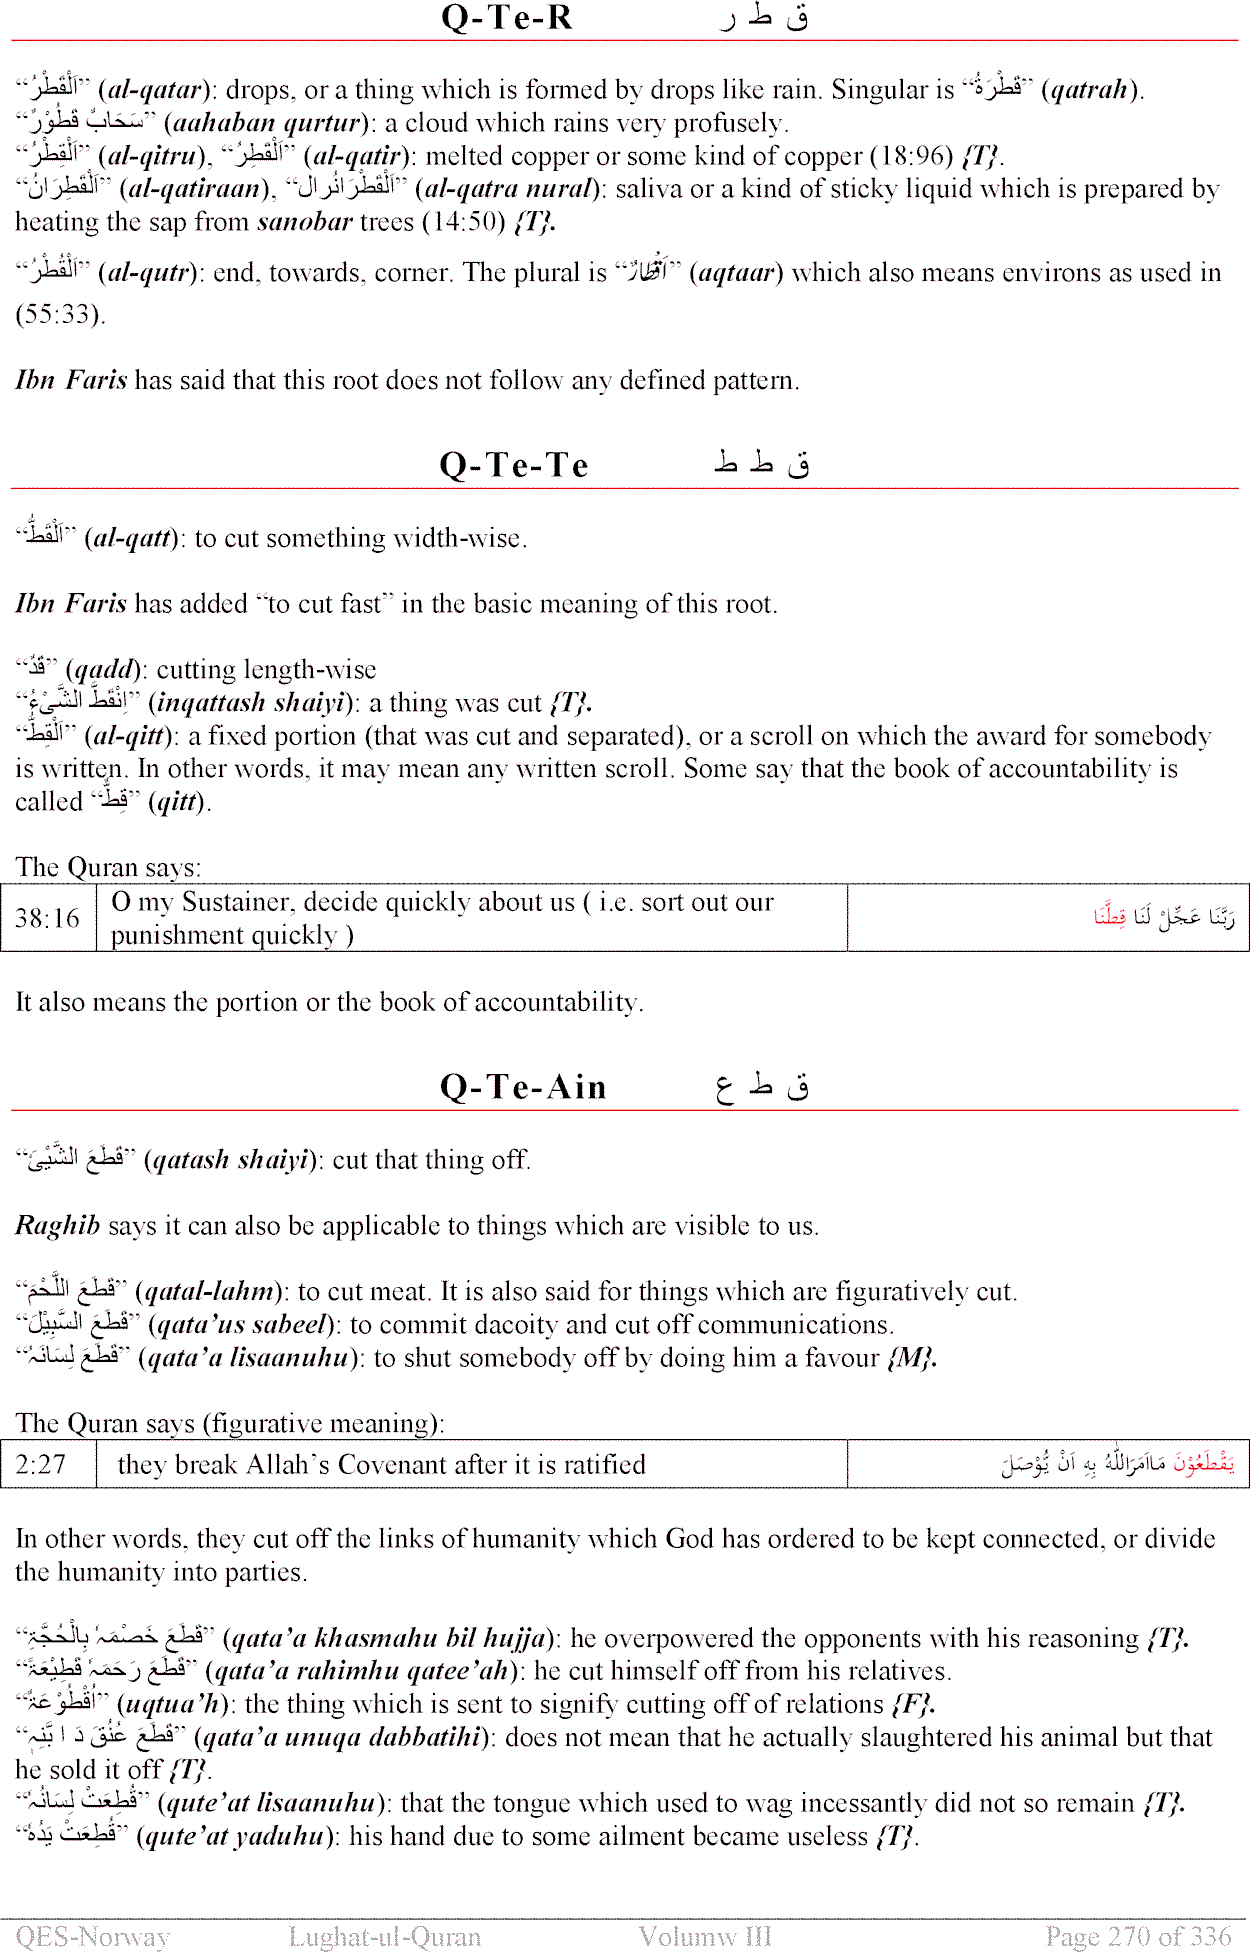 Q-Te-R ق ط ر
“اَلْقَطْرُ” (al-qatar): drops, or a thing which is formed by drops like rain. Singular is “قَطْرَةٌ” (qatrah).
“سَحَابٌ قَطُوْرٌ” (aahaban qurtur): a cloud which rains very profusely.
“اَلْقِطْرُ” (al-qitru), “اَلْقَطِرُ” (al-qatir): melted copper or some kind of copper (18:96) {T}.
“اَلْقَطِرَانُ” (al-qatiraan), “اَلْقَطْرَانُرال” (al-qatra nural): saliva or a kind of sticky liquid which is prepared by
heating the sap from sanobar trees (14:50) {T}.
“اَلْقُطْرُ” (al-qutr): end, towards, corner. The plural is “اَقْطَارٌ” (aqtaar) which also means environs as used in
(55:33).
Ibn Faris has said that this root does not follow any defined pattern.
Q-Te-Te ق ط ط
“اَلْقَطُّ” (al-qatt): to cut something width-wise.
Ibn Faris has added “to cut fast” in the basic meaning of this root.
“قَدٌ” (qadd): cutting length-wise
“اِنْقَطَّ الشَّیْءُ” (inqattash shaiyi): a thing was cut {T}.
“اَلْقِطُّ” (al-qitt): a fixed portion (that was cut and separated), or a scroll on which the award for somebody
is written. In other words, it may mean any written scroll. Some say that the book of accountability is
called “قِطٌّ” (qitt).
The Quran says:
38:16 O my Sustainer, decide quickly about us ( i.e. sort out our رَبَّنَا عَجِّلْ لَنَا قِطَّنَا
punishment quickly )
It also means the portion or the book of accountability.
Q-Te-Ain ق ط ع
“قَطَعَ الشَّیْئَ” (qatash shaiyi): cut that thing off.
Raghib says it can also be applicable to things which are visible to us.
“قَطَعَ اللَّحْمَ” (qatal-lahm): to cut meat. It is also said for things which are figuratively cut.
“قَطَعَ السَّبِیْلَ” (qata’us sabeel): to commit dacoity and cut off communications.
“قَطَعَ لِسَانَہٗ” (qata’a lisaanuhu): to shut somebody off by doing him a favour {M}.
The Quran says (figurative meaning):
2:27 they break Allah’s Covenant after it is ratified یَقْطَعُوْنَ مَااَمَرَاللّٰهُ بِهِ اَنْ یُّوْصَلَ
In other words, they cut off the links of humanity which God has ordered to be kept connected, or divide
the humanity into parties.
“قَطَعَ خَصْمَہٗ بِالْحُجَّۃِ” (qata’a khasmahu bil hujja): he overpowered the opponents with his reasoning {T}.
“قَطَعَ رَحَمَہٗ قَطِیْعَۃً” (qata’a rahimhu qatee’ah): he cut himself off from his relatives.
“اُقْطُوْعَۃٌ” (uqtua’h): the thing which is sent to signify cutting off of relations {F}.
“قَطَعَ عُنُقَ دَ ا بَّتِہٖ” (qata’a unuqa dabbatihi): does not mean that he actually slaughtered his animal but that
he sold it off {T}.
“قُطِعَتْ لِسَانُہٗ” (qute’at lisaanuhu): that the tongue which used to wag incessantly did not so remain {T}.
“قُطِعَتْ یَدُہٗ” (qute’at yaduhu): his hand due to some ailment became useless {T}.
QES-Norway Lughat-ul-Quran Volumw III Page 270 of 336